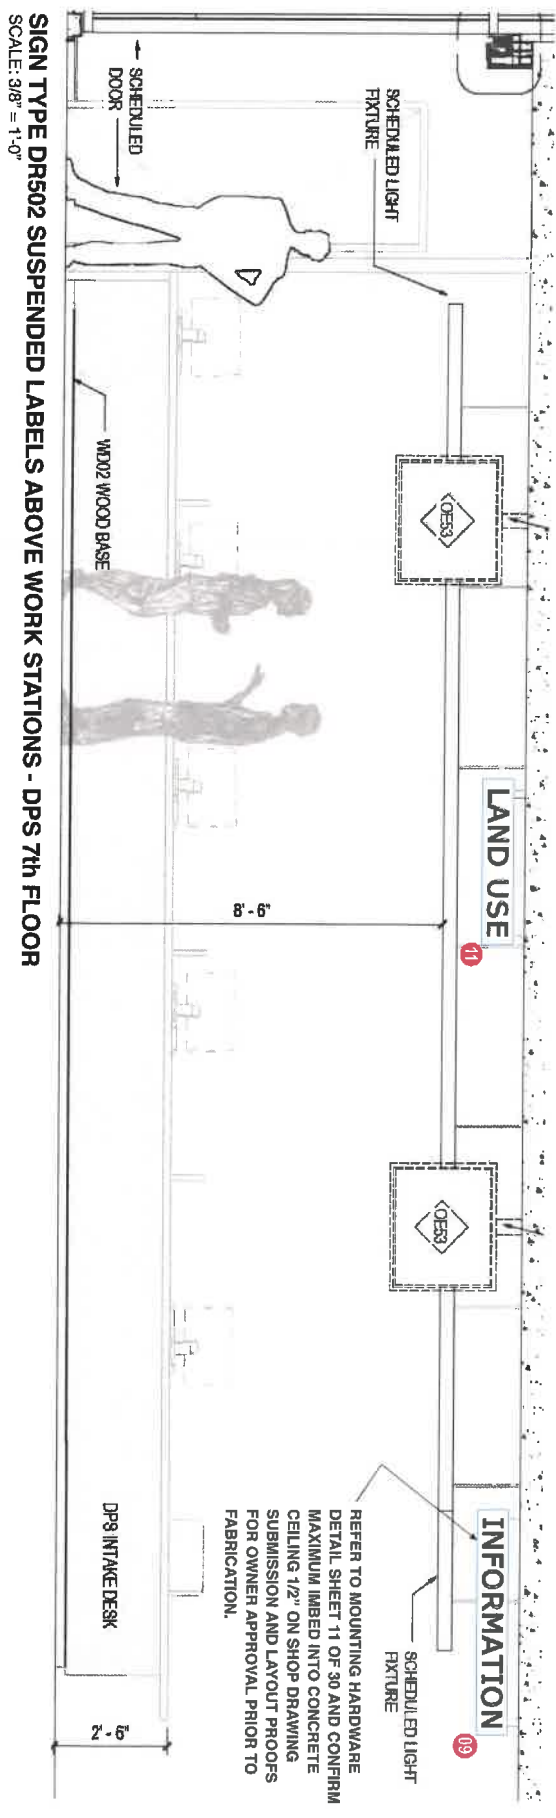 SCHEDULED LIGHT
FIXTURE
SCHEDULED
DOOR
WD02 WOOD BASE
OE53
LAND USE
11
8' - 6"
OE53
INFORMATION
09
SCHEDULED LIGHT
FIXTURE
REFER TO MOUNTING HARDWARE
DETAIL SHEET 11 OF 30 AND CONFIRM
MAXIMUM IMBED INTO CONCRETE
CEILING 1/2" ON SHOP DRAWING
SUBMISSION AND LAYOUT PROOFS
FOR OWNER APPROVAL PRIOR TO
FABRICATION.
DPS INTAKE DESK
2' - 6"
SIGN TYPE DR502 SUSPENDED LABELS ABOVE WORK STATIONS - DPS 7th FLOOR
SCALE: 3/8" = 1'-0"